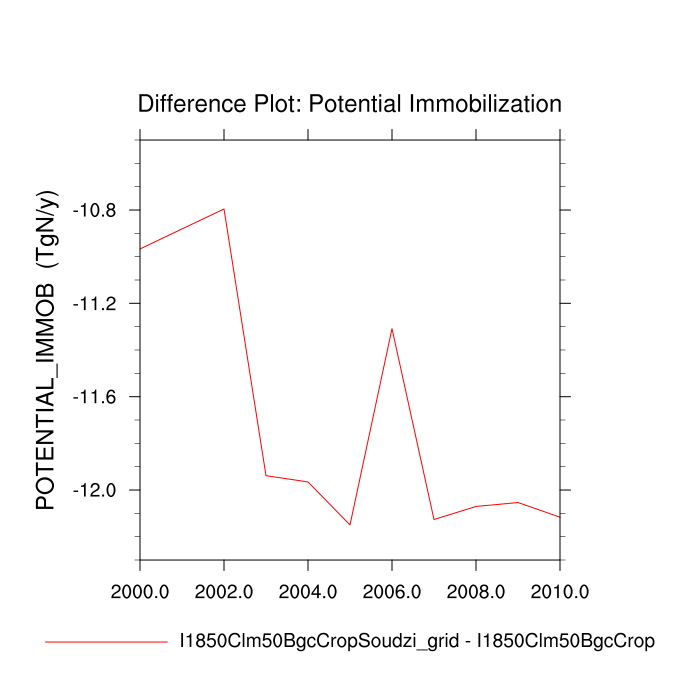 Difference Plot: Potential Immobilization
POTENTIAL_IMMOB (TgN/y)
-10.8
-11.2
-11.6
-12.0
2000.0 2002.0 2004.0 2006.0 2008.0 2010.0
I1850Clm50BgcCropSoudzi_grid - I1850Clm50BgcCrop